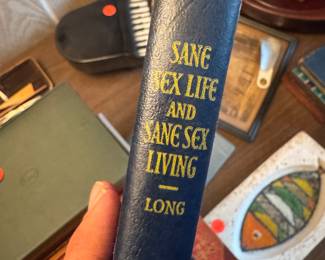 SANE
SEX LIFE
AND
SANE SEX
LIVING
LONG